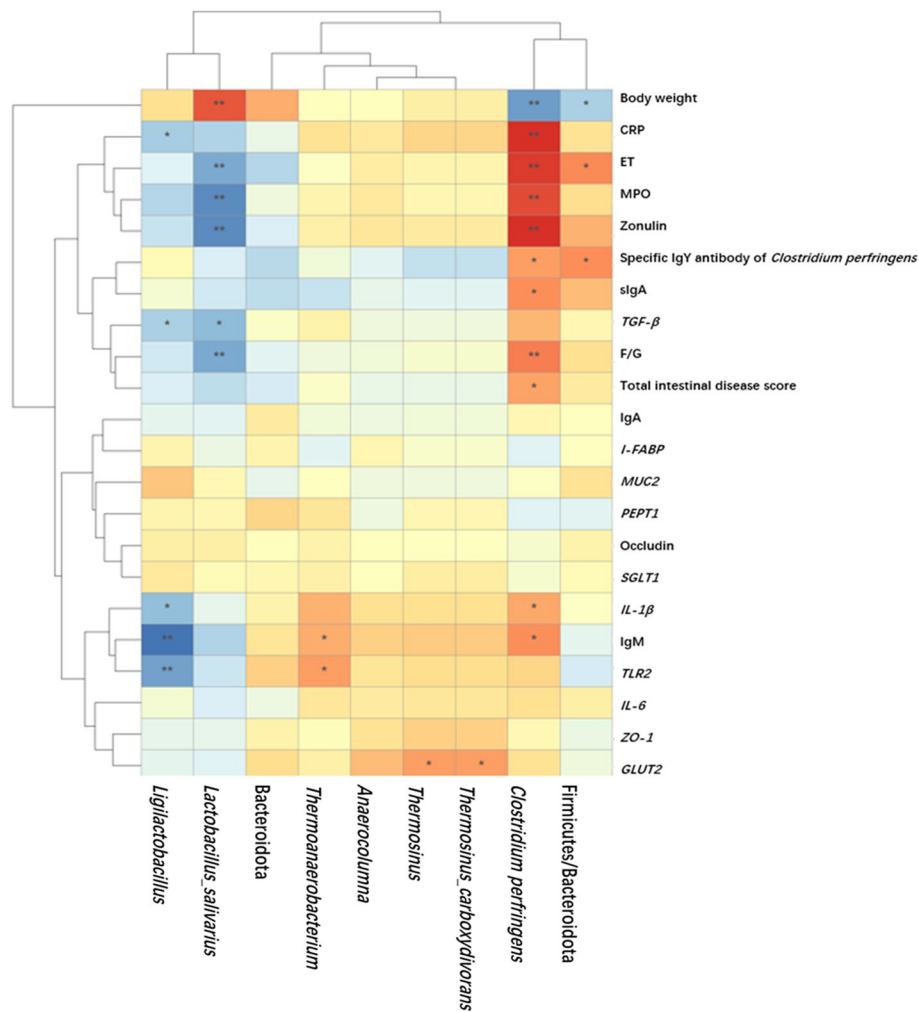 ** ** *
Body weight
* **
CRP
** ** *
ET
** **
MPO
** **
Zonulin
* *
Specific IgY antibody of Clostridium perfringens
*
sIgA
* *
TGF-β
** **
F/G
*
Total intestinal disease score
IgA
I-FABP
MUC2
PEPT1
Occludin
SGLT1
* *
IL-1β
** * *
IgM
** *
TLR2
IL-6
ZO-1
* *
GLUT2
Ligilactobacillus
Lactobacillus_salivarius
Bacteroidota
Thermoanaerobacterium
Anaerocolumna
Thermosinus
Thermosinus_carboxydivorans
Clostridium perfringens
Firmicutes/Bacteroidota